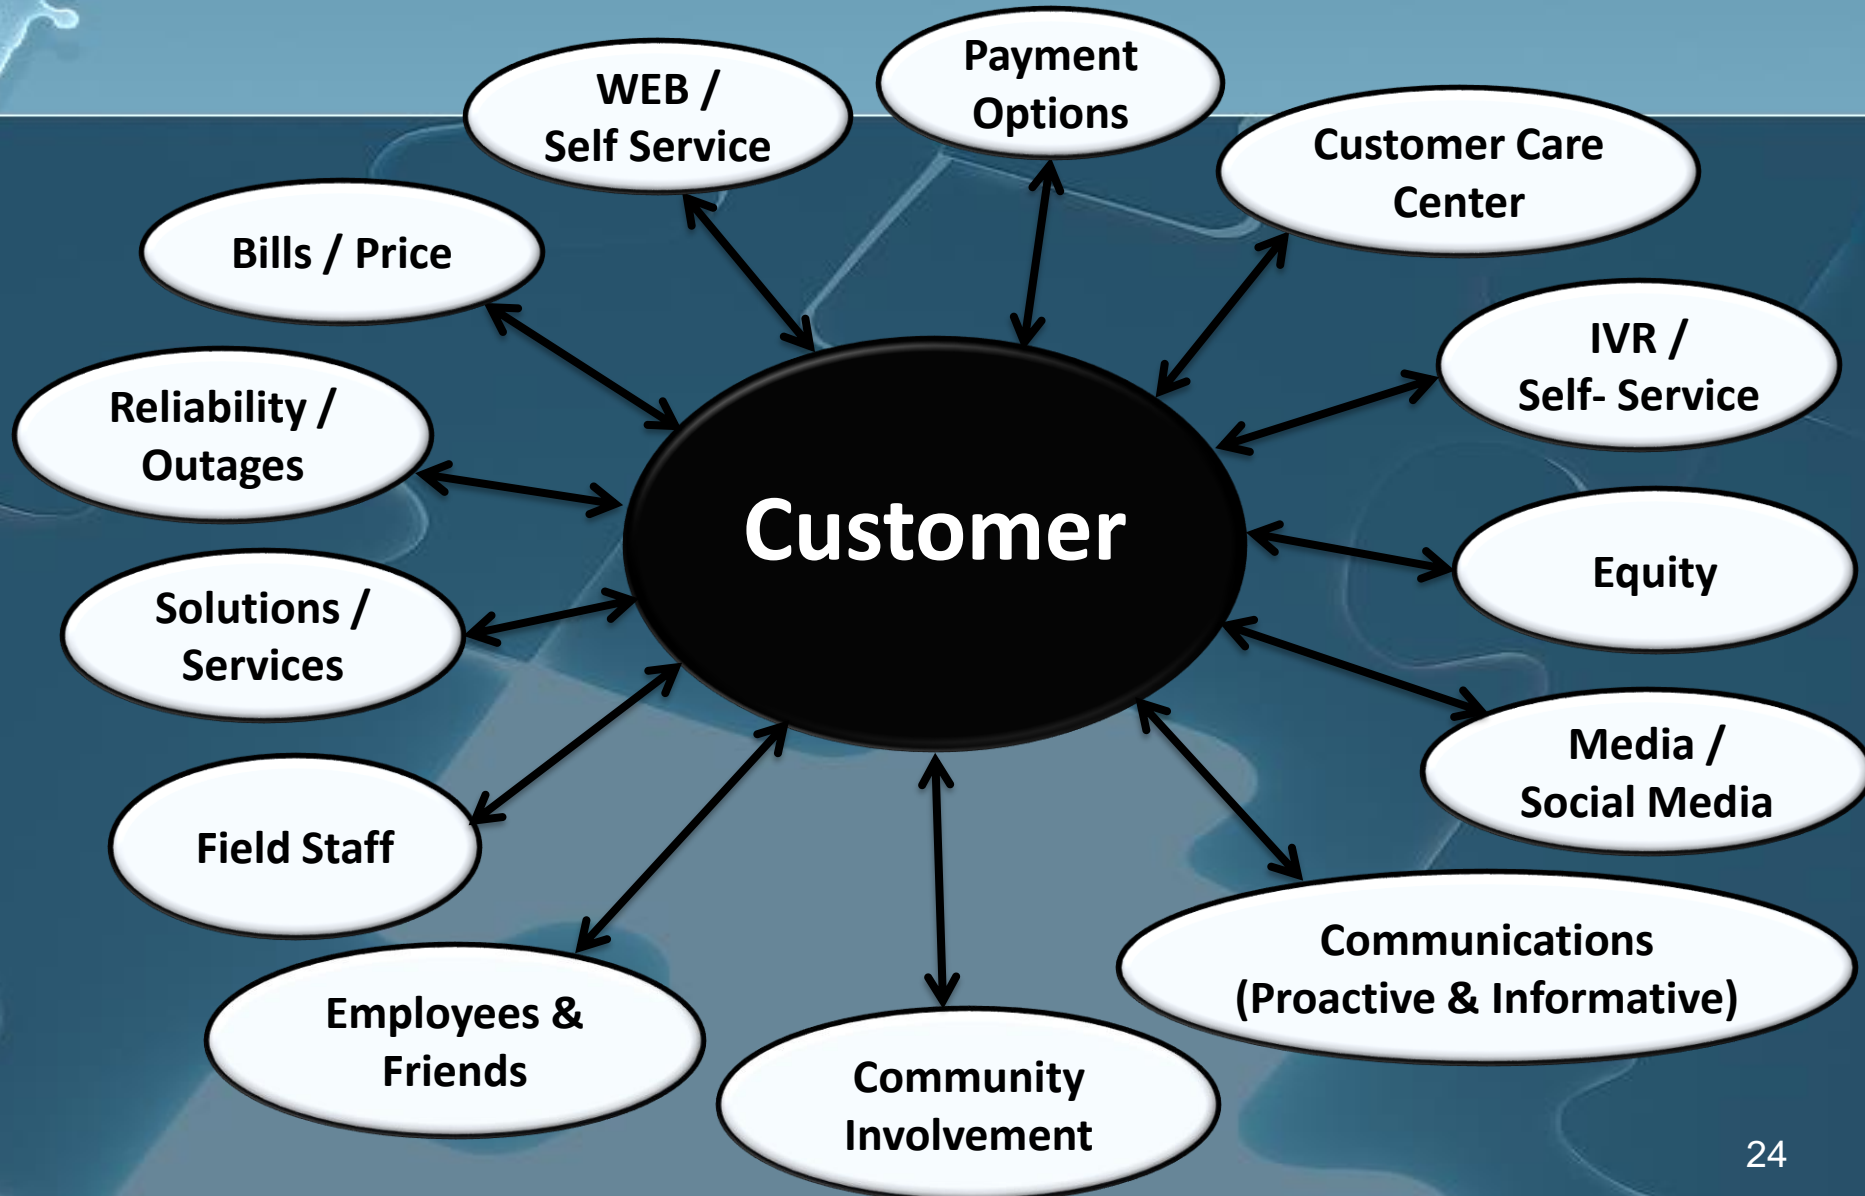 Payment
Options
WEB /
Self Service
Customer Care
Center
Bills / Price
IVR /
Self- Service
Reliability /
Outages
Customer
Equity
Solutions /
Services
Media /
Social Media
Field Staff
Communications
(Proactive & Informative)
Employees &
Friends
Community
Involvement
24